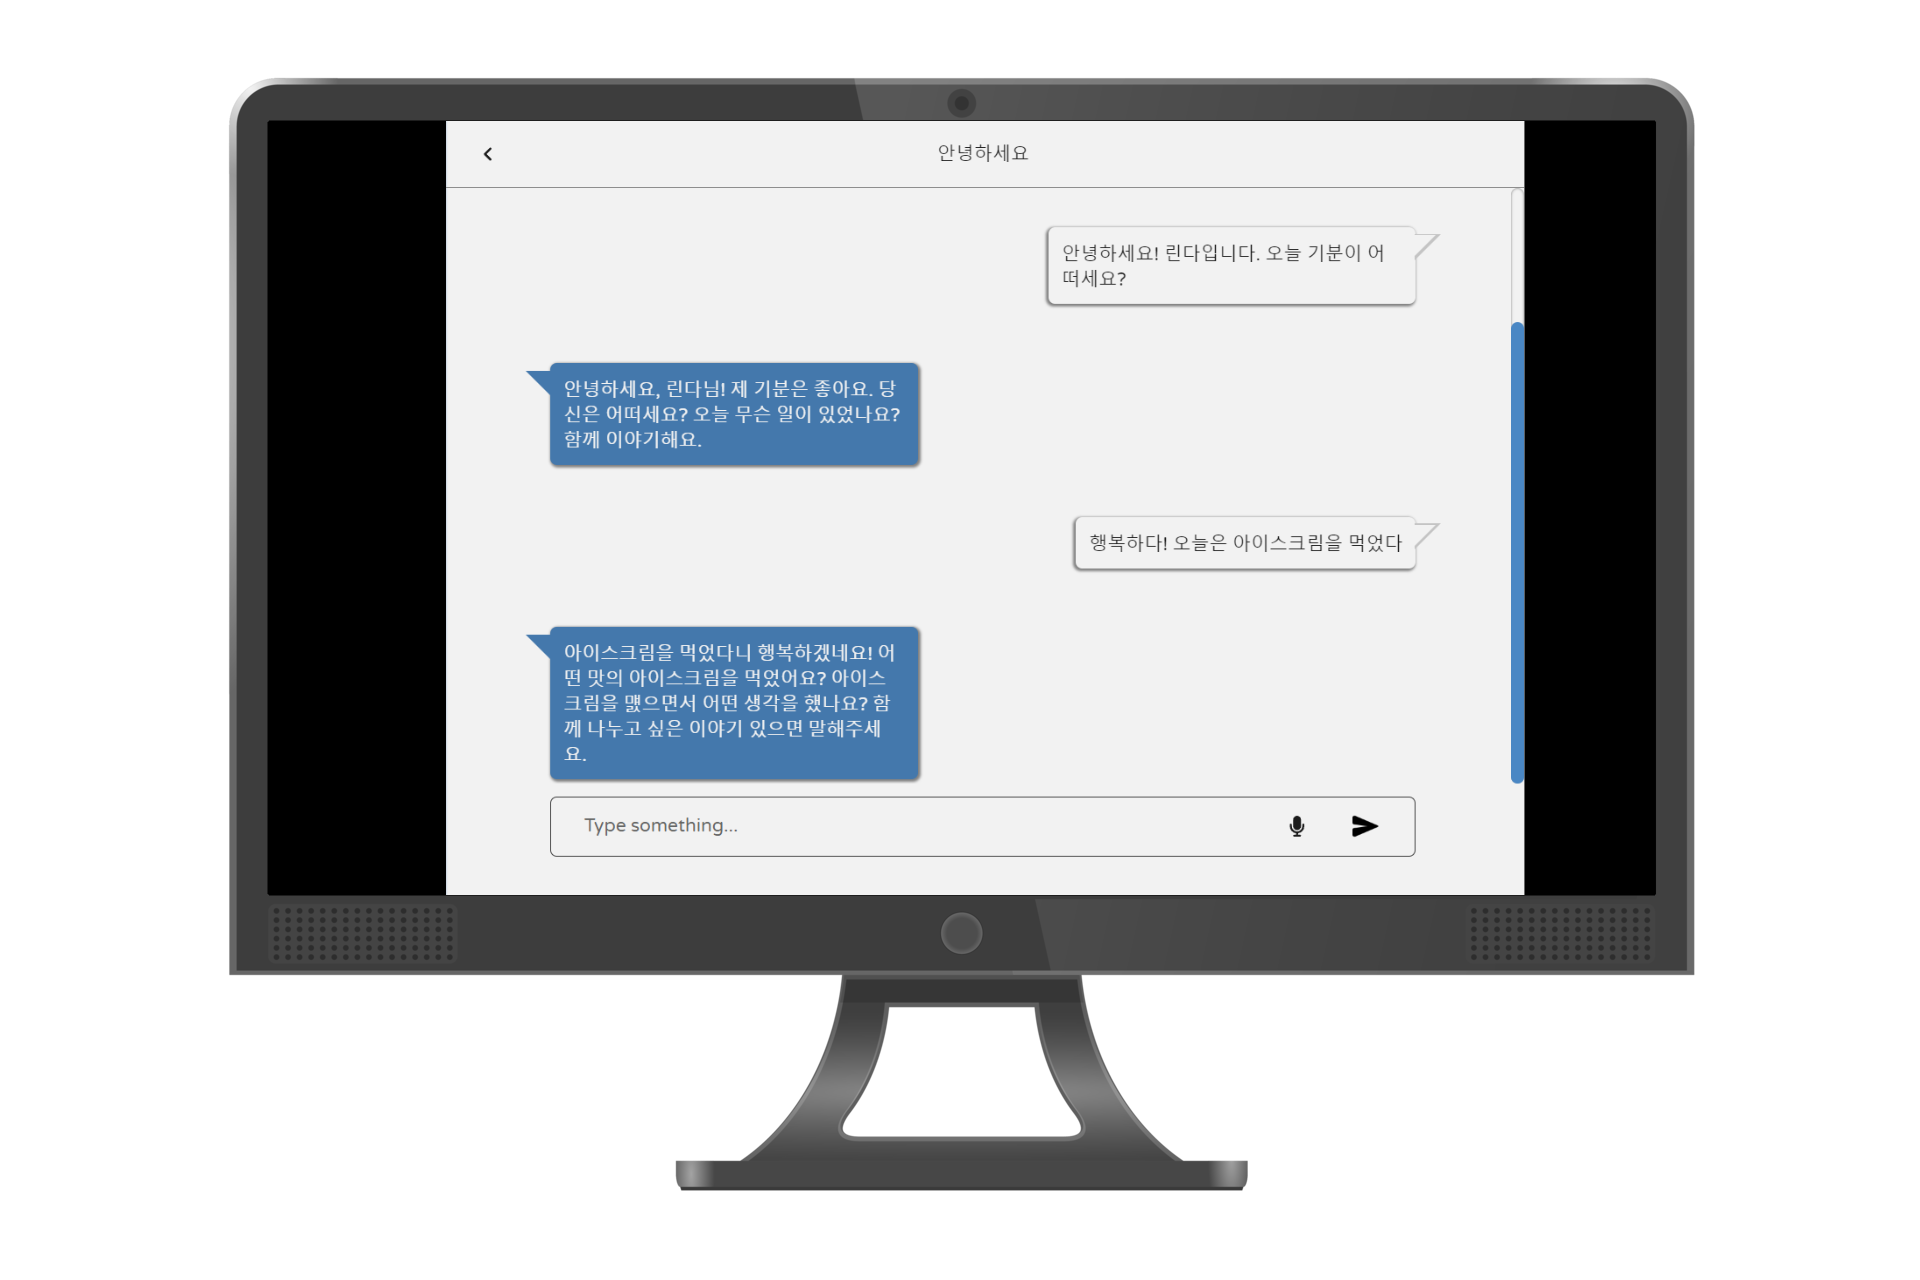 안녕하세요
안녕하세요! 린다입니다. 오늘 기분이 어
떠세요?
안녕하세요, 린다님! 제 기분은 좋아요. 당
신은 어떠세요? 오늘 무슨 일이 있었나요?
함께 이야기해요.
행복하다! 오늘은 아이스크림을 먹었다
아이스크림을 먹었다니 행복하겠네요! 어
떤 맛의 아이스크림을 먹었어요? 아이스
크림을 어떤 생각을 했나요? 함
께 나누고 싶은 이야기 있으면 말해주세
요.
Type something...